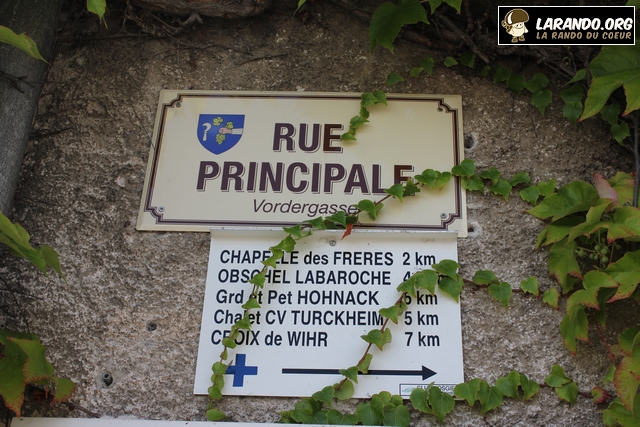 LARANDO.ORG
LA RANDO DU COEUR
RUE
PRINCIPALE
Vordergasse
CHAPELLE des FRERES 2 km
OBSCHEL LABAROCHE km
Grd et Pet HOHNACK km
Chalet CV TURCKHEIM 5 km
CROIX de WIHR 7 km